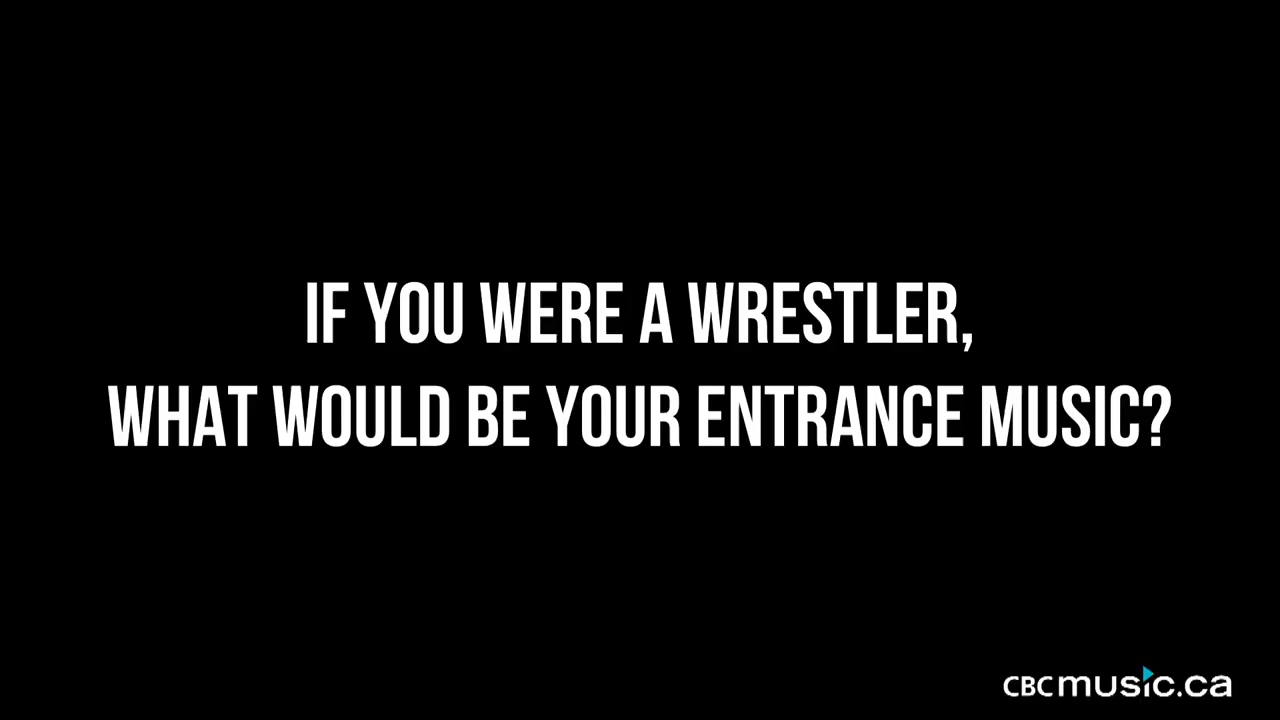 IF YOU WERE A WRESTLER,
WHAT WOULD BE YOUR ENTRANCE MUSIC?
CBCmusic.ca